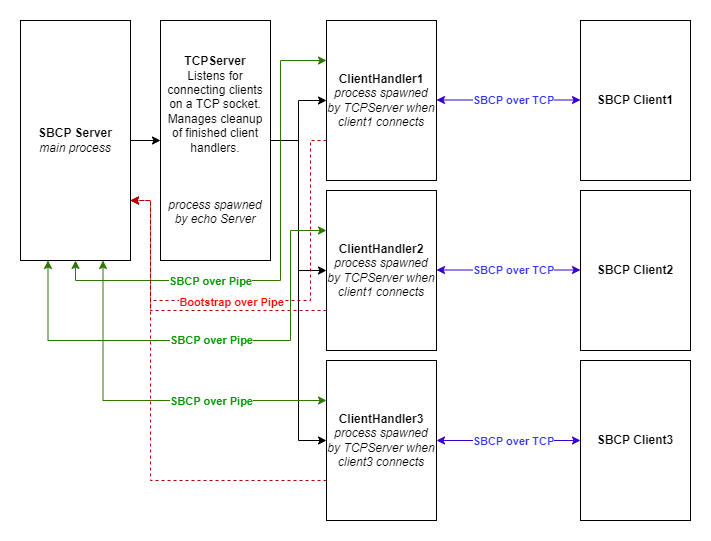 SBCP Server
main process
TCPServer
Listens for
connecting clients
on a TCP socket.
Manages cleanup
of finished client
handlers.
process spawned
by echo Server
ClientHandler1
process spawned
by TCPServer when
client1 connects
SBCP over TCP
SBCP Client1
ClientHandler2
process spawned
by TCPServer when
client1 connects
SBCP over TCP
SBCP Client2
SBCP over Pipe
Bootstrap over Pipe
SBCP over Pipe
SBCP over Pipe
ClientHandler3
process spawned
by TCPServer when
client3 connects
SBCP over TCP
SBCP Client3